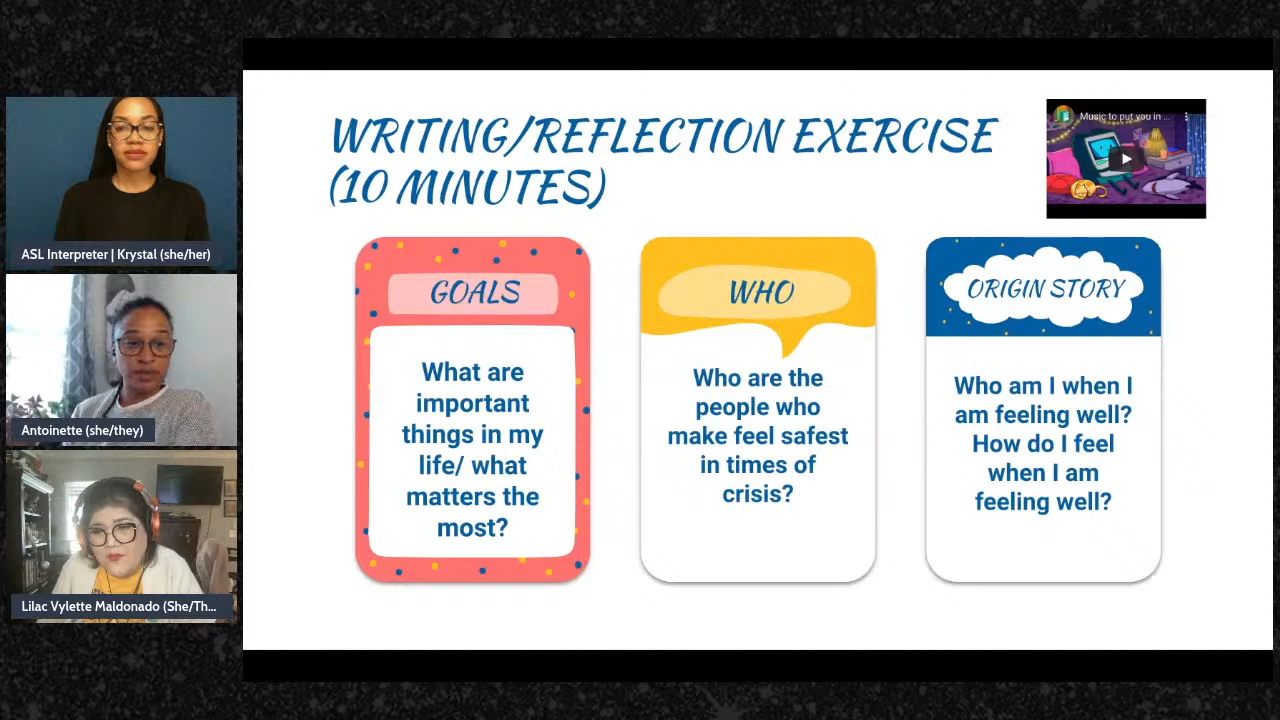 ASL Interpreter | Krystal (she/her)
Antoinette (she/they)
Lilac Vylette Maldonado (She/Th...
WRITING/REFLECTION EXERCISE
(10 MINUTES)
Music to put you in ...
GOALS
What are
important
things in my
life/ what
matters the
most?
WHO
Who are the
people who
make feel safest
in times of
crisis?
ORIGIN STORY
Who am I when I
am feeling well?
How do I feel
when I am
feeling well?